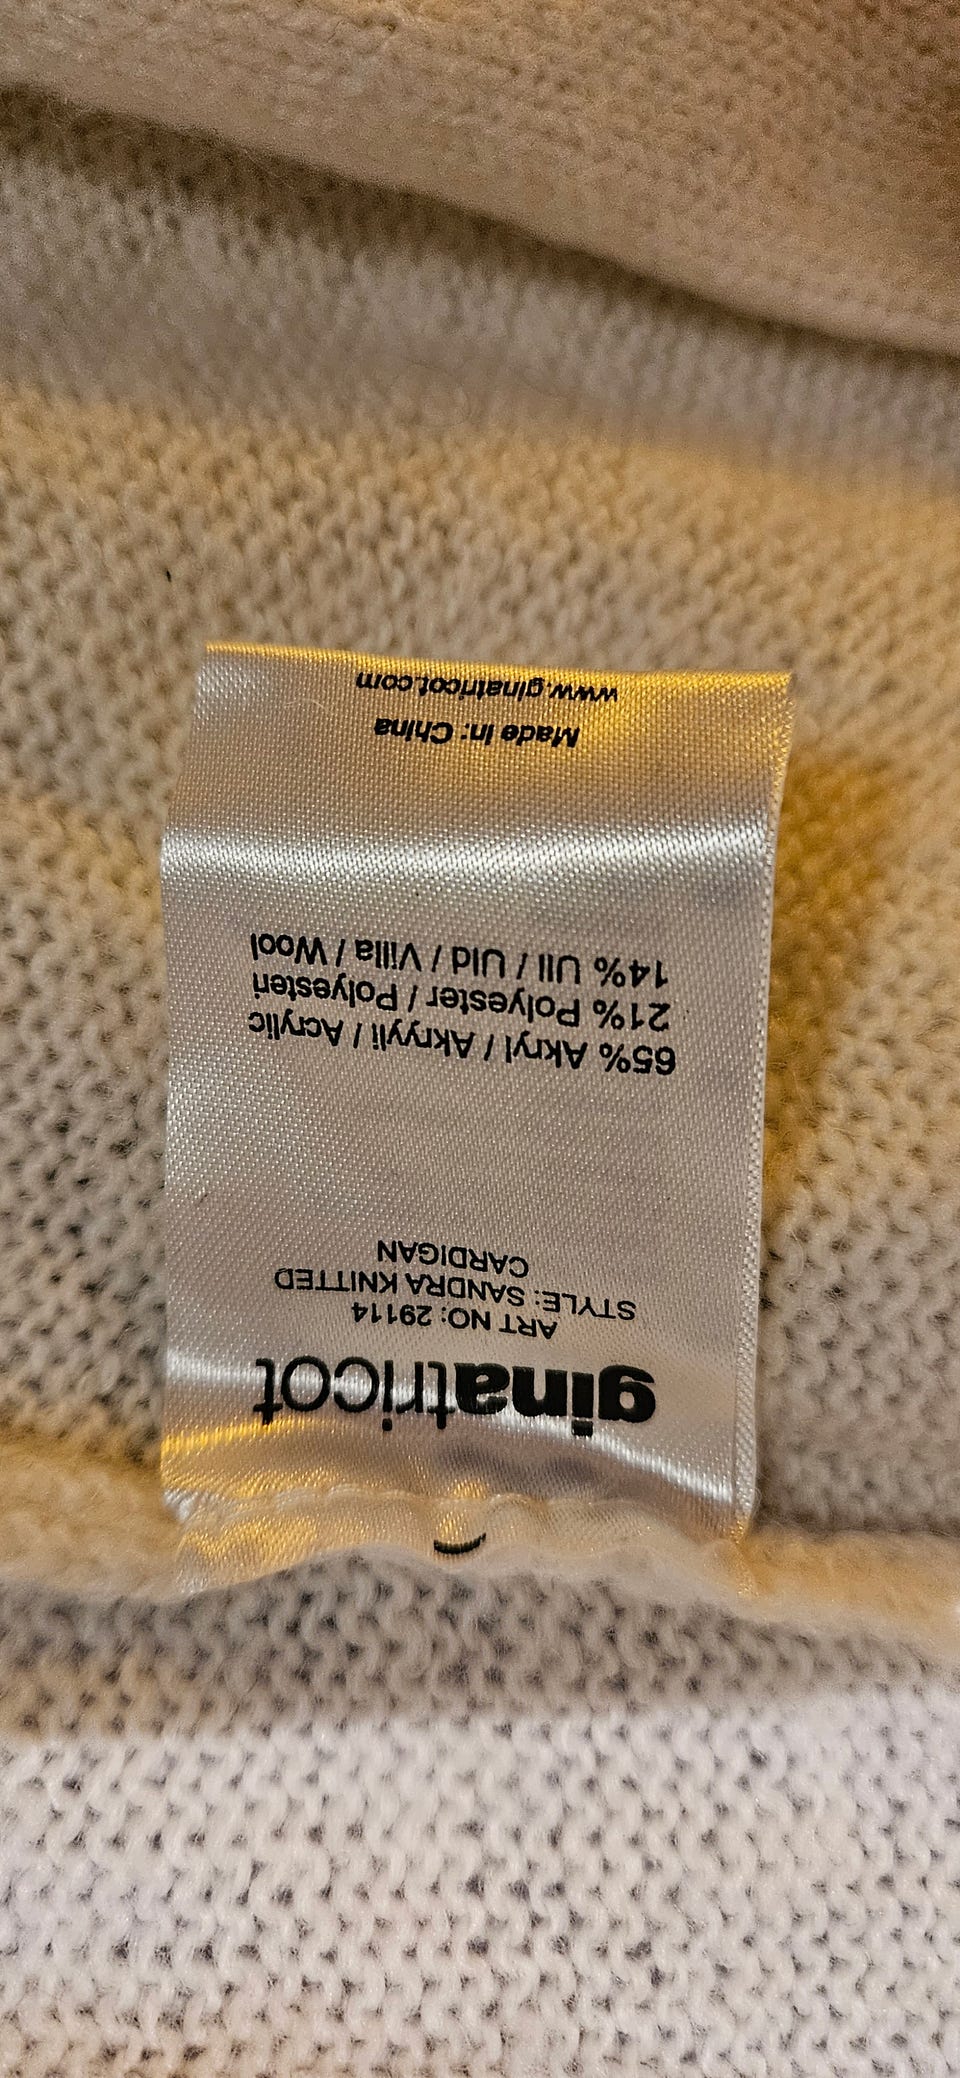 ginatricot
ART NO: 29114
STYLE: SANDRA KNITTED
CARDIGAN
65% Akryl / Akryyli / Acrylic
21% Polyester / Polyesteri
14% Ull / Uld / Villa / Wool
Made in: China
www.ginatricot.com